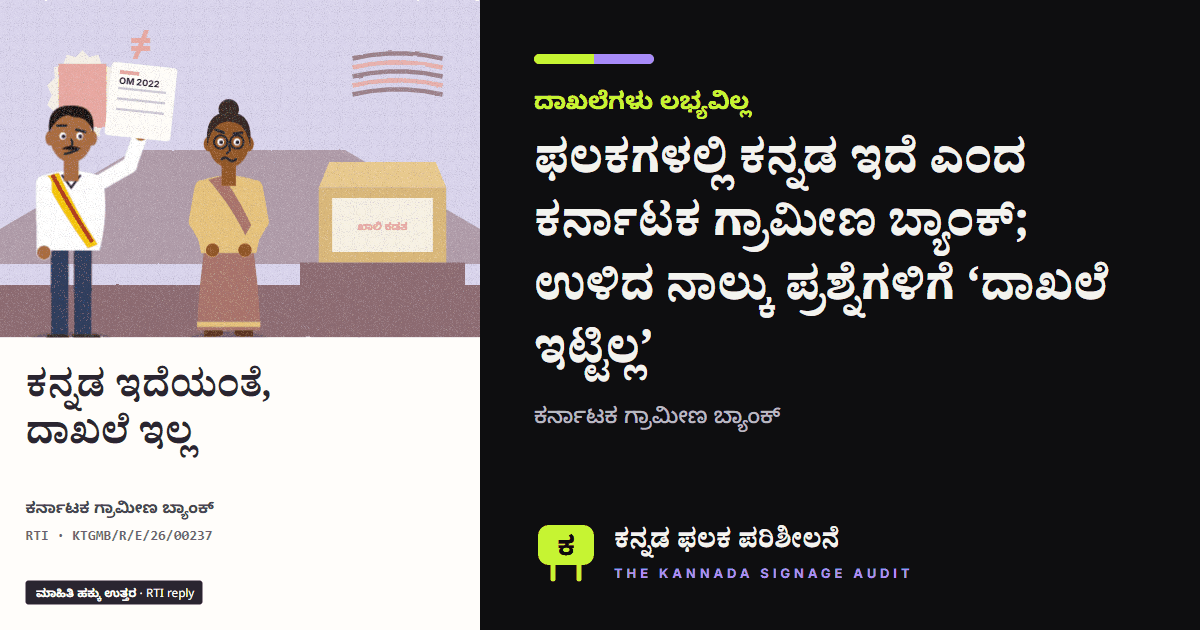 ≠
OM 2022
ಖಾಲಿ ಕಡತ
ಕನ್ನಡ ಇದೆಯಂತೆ,
ದಾಖಲೆ ಇಲ್ಲ
ಕರ್ನಾಟಕ ಗ್ರಾಮೀಣ ಬ್ಯಾಂಕ್
RTI · KTGMB/R/E/26/00237
ಮಾಹಿತಿ ಹಕ್ಕು ಉತ್ತರ · RTI reply
ದಾಖಲೆಗಳು ಲಭ್ಯವಿಲ್ಲ
ಫಲಕಗಳಲ್ಲಿ ಕನ್ನಡ ಇದೆ ಎಂದ
ಕರ್ನಾಟಕ ಗ್ರಾಮೀಣ ಬ್ಯಾಂಕ್;
ಉಳಿದ ನಾಲ್ಕು ಪ್ರಶ್ನೆಗಳಿಗೆ ‘ದಾಖಲೆ
ಇಟ್ಟಿಲ್ಲ’
ಕರ್ನಾಟಕ ಗ್ರಾಮೀಣ ಬ್ಯಾಂಕ್
ಕ
ಕನ್ನಡ ಫಲಕ ಪರಿಶೀಲನೆ
THE KANNADA SIGNAGE AUDIT